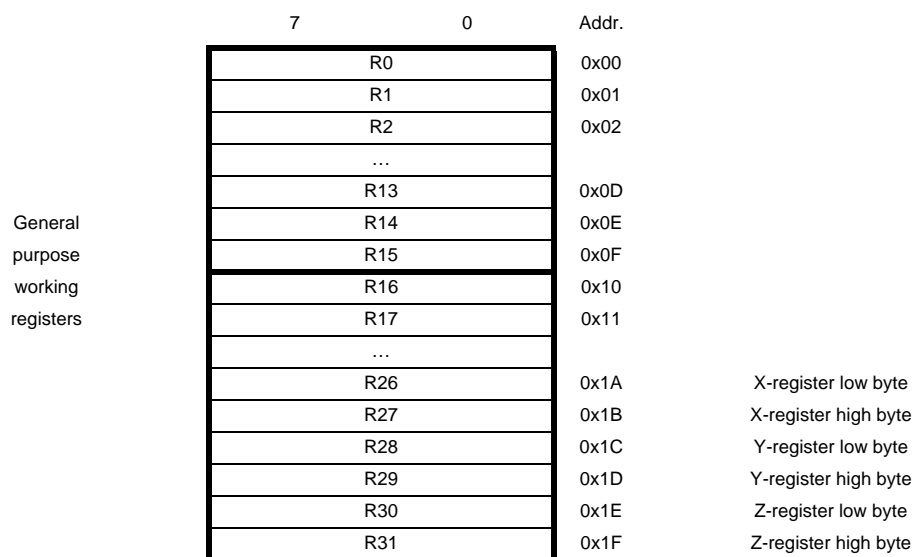 7 0 Addr.
R0 0x00
R1 0x01
R2 0x02
…
R13 0x0D
General R14 0x0E
purpose R15 0x0F
working R16 0x10
registers R17 0x11
…
R26 0x1A X-register low byte
R27 0x1B X-register high byte
R28 0x1C Y-register low byte
R29 0x1D Y-register high byte
R30 0x1E Z-register low byte
R31 0x1F Z-register high byte